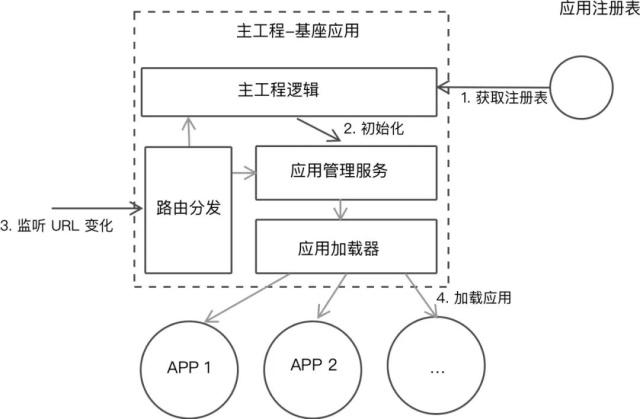 应用注册表
主工程-基座应用
主工程逻辑
1. 获取注册表
2. 初始化
应用管理服务
路由分发
3. 监听 URL 变化
应用加载器
4. 加载应用
APP 1
APP 2
...